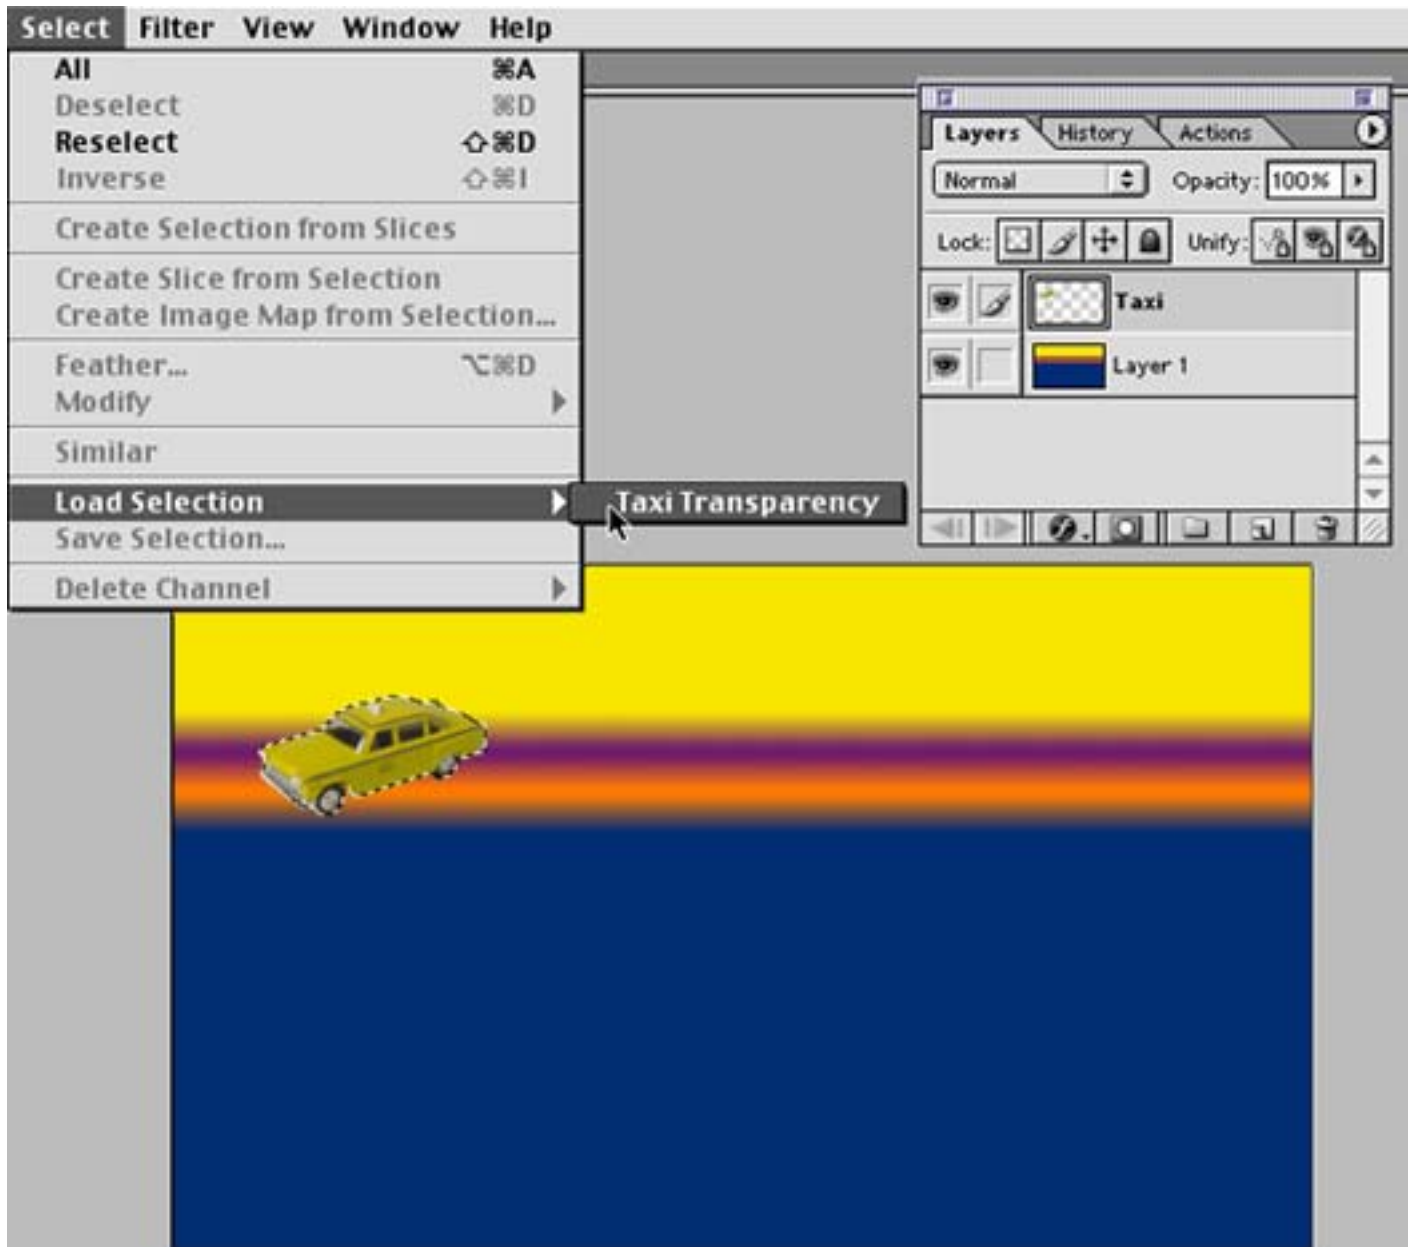 Select Filter View Window Help
All ⌘A
Deselect ⌘D
Reselect ⇧⌘D
Inverse ⇧⌘I
Create Selection from Slices
Create Slice from Selection
Create Image Map from Selection...
Feather... ⌥⌘D
Modify
Similar
Load Selection
Taxi Transparency
Save Selection...
Delete Channel
Layers History Actions
Normal Opacity: 100%
Lock: Unify:
Taxi
Layer 1